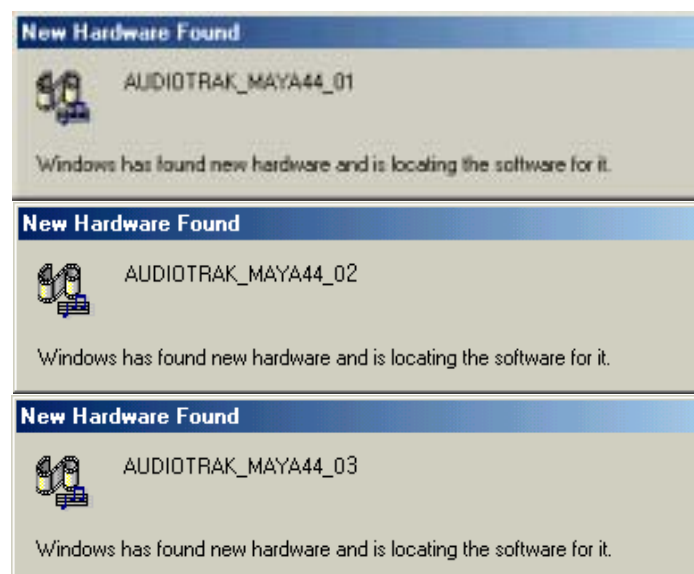 New Hardware Found
AUDIOTRAK_MAYA44_01
Windows has found new hardware and is locating the software for it.
New Hardware Found
AUDIOTRAK_MAYA44_02
Windows has found new hardware and is locating the software for it.
New Hardware Found
AUDIOTRAK_MAYA44_03
Windows has found new hardware and is locating the software for it.